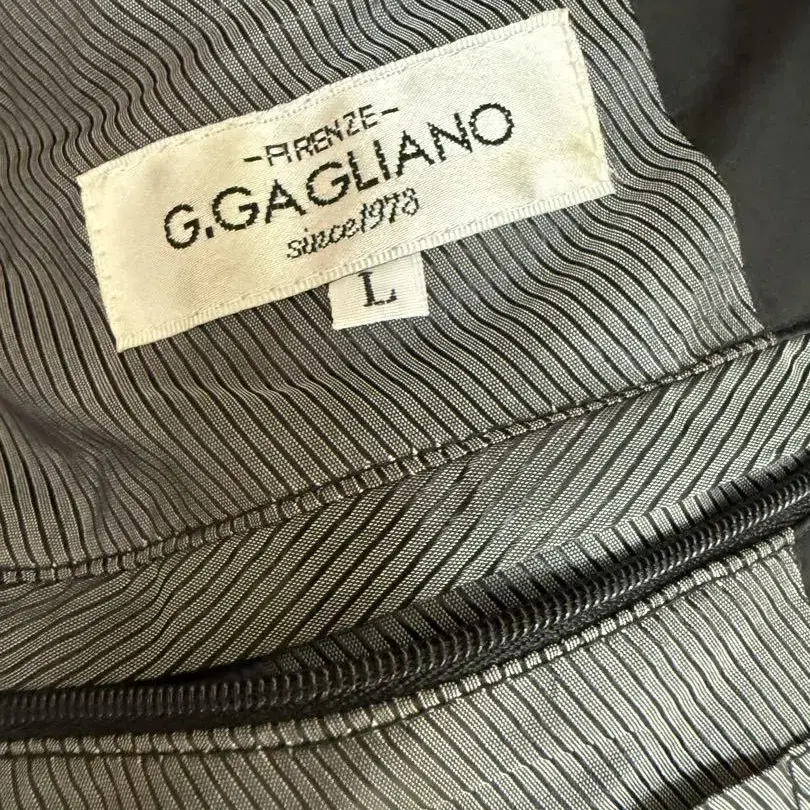 -FIRENZE-
G.GAGLIANO
since1978
L